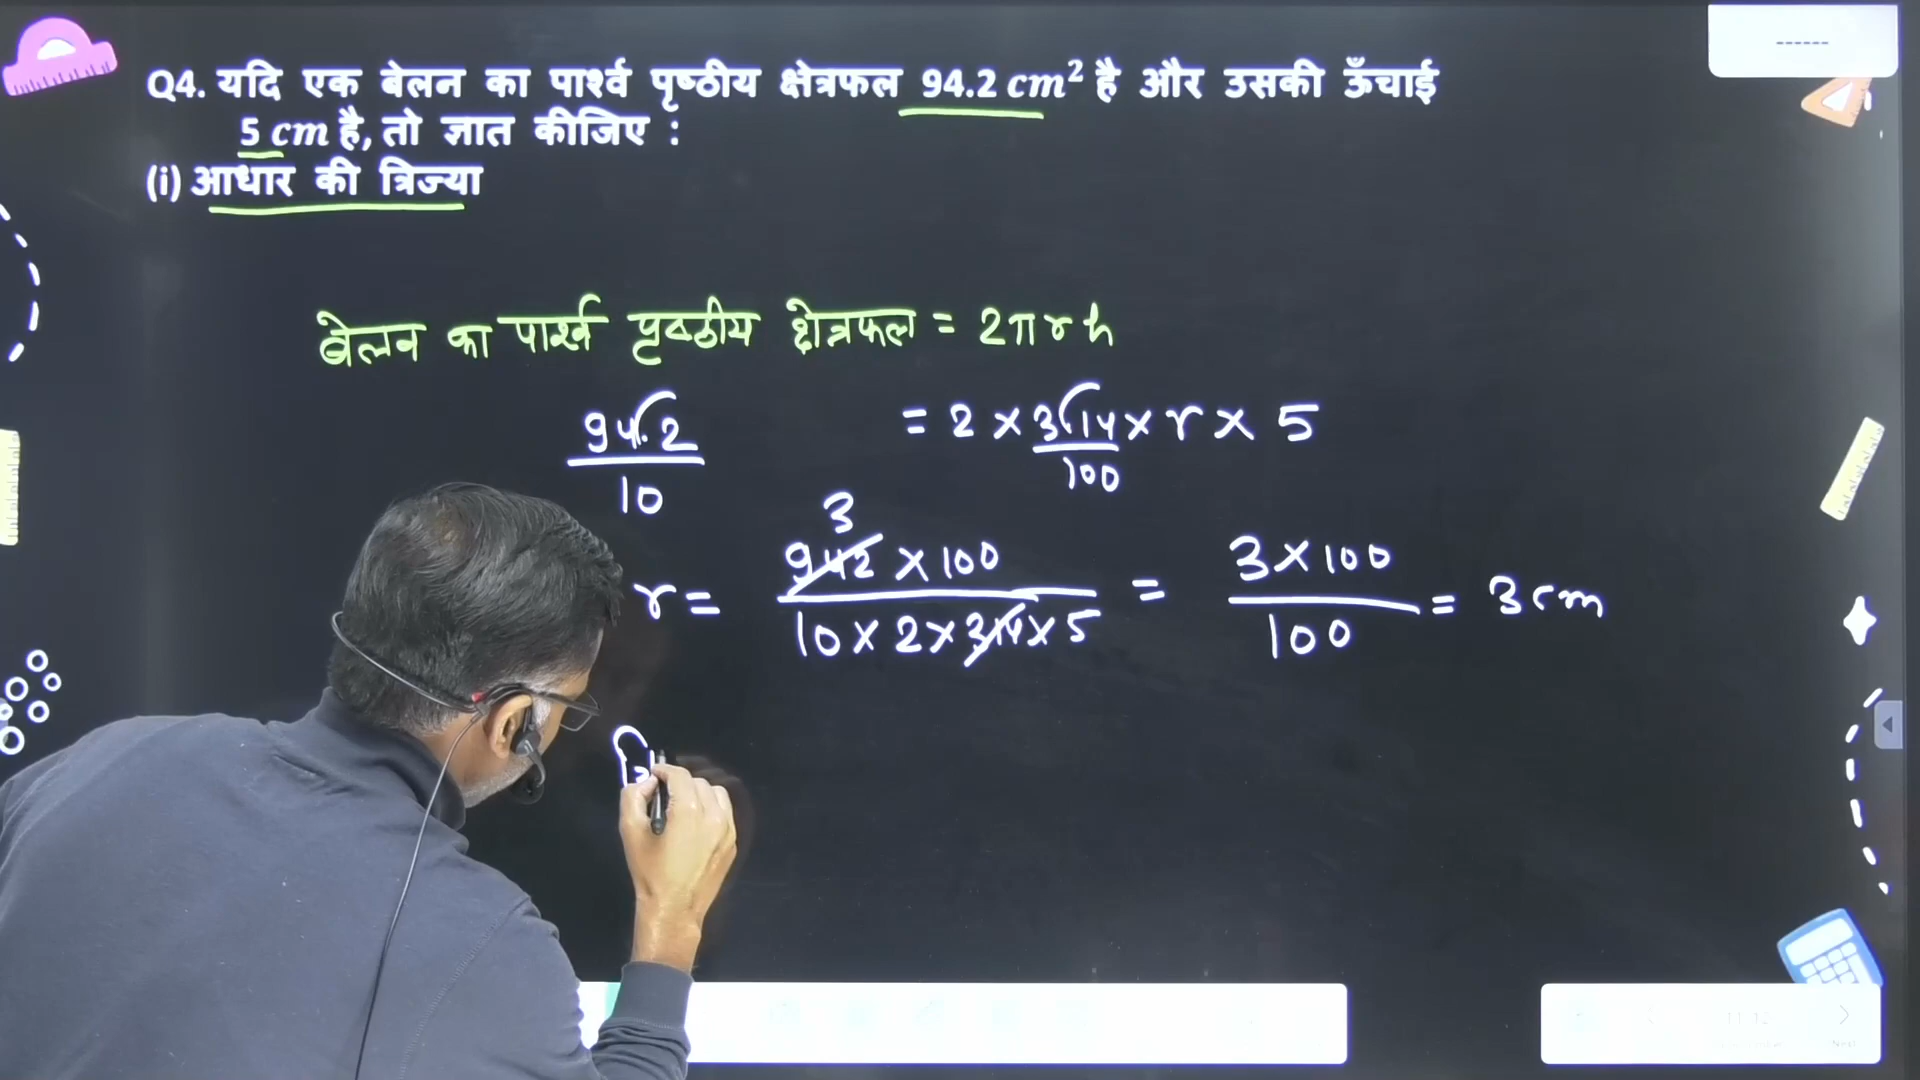 Q4. यदि एक बेलन का पार्श्व पृष्ठीय क्षेत्रफल 94.2 cm² है और उसकी ऊँचाई
5 cm है, तो ज्ञात कीजिए :
(i) आधार की त्रिज्या
बेलन का पार्श्व पृष्ठीय क्षेत्रफल = 2πrh
94.2/10 = 2 × 3.14/100 × r × 5
3
r = 942 × 100 / 10 × 2 × 314 × 5 = 3 × 100 / 100 = 3 cm